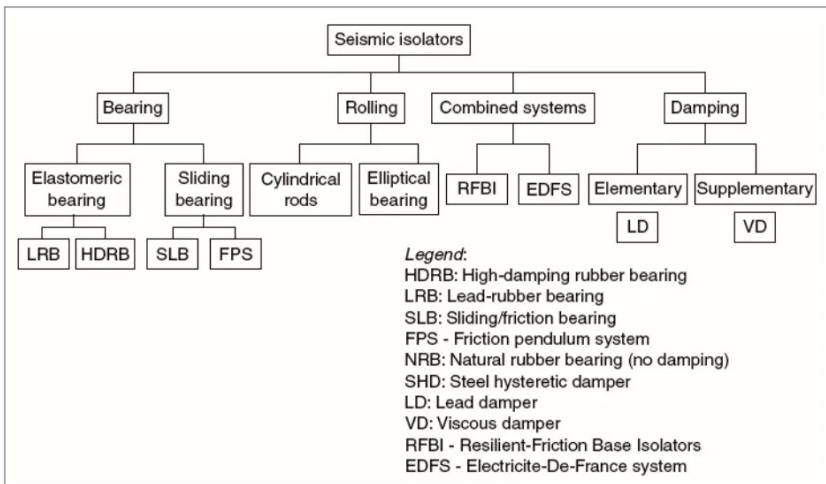 Seismic isolators
Bearing
Rolling
Combined systems
Damping
Elastomeric
bearing
Sliding
bearing
Cylindrical
rods
Elliptical
bearing
RFBI
EDFS
Elementary
Supplementary
LRB
HDRB
SLB
FPS
LD
VD
Legend:
HDRB: High-damping rubber bearing
LRB: Lead-rubber bearing
SLB: Sliding/friction bearing
FPS - Friction pendulum system
NRB: Natural rubber bearing (no damping)
SHD: Steel hysteretic damper
LD: Lead damper
VD: Viscous damper
RFBI - Resilient-Friction Base Isolators
EDFS - Electricite-De-France system